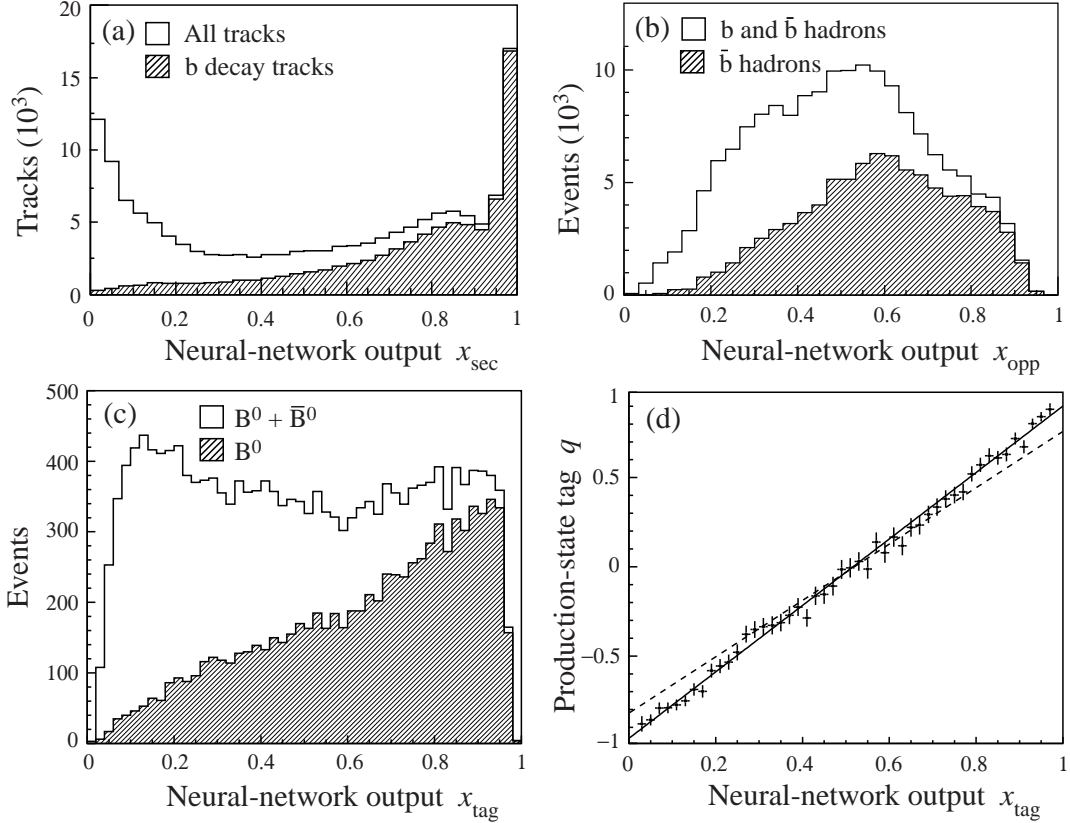 (a)
All tracks
b decay tracks
Tracks (10³)
20
15
10
5
0
0 0.2 0.4 0.6 0.8 1
Neural-network output x_sec
(b)
b and b̄ hadrons
b̄ hadrons
Events (10³)
10
5
0
0 0.2 0.4 0.6 0.8 1
Neural-network output x_opp
(c)
B⁰ + B̄⁰
B⁰
Events
500
400
300
200
100
0
0 0.2 0.4 0.6 0.8 1
Neural-network output x_tag
(d)
Production-state tag q
1
0.5
0
−0.5
−1
0 0.2 0.4 0.6 0.8 1
Neural-network output x_tag